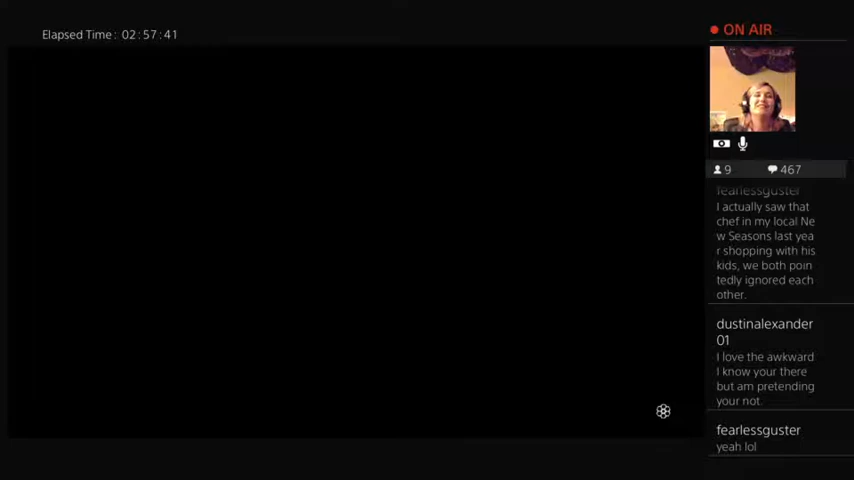 Elapsed Time: 02:57:41
ON AIR
9
467
fearlessguster
I actually saw that
chef in my local Ne
w Seasons last yea
r shopping with his
kids, we both poin
tedly ignored each
other.
dustinalexander
01
I love the awkward
I know your there
but am pretending
your not.
fearlessguster
yeah lol